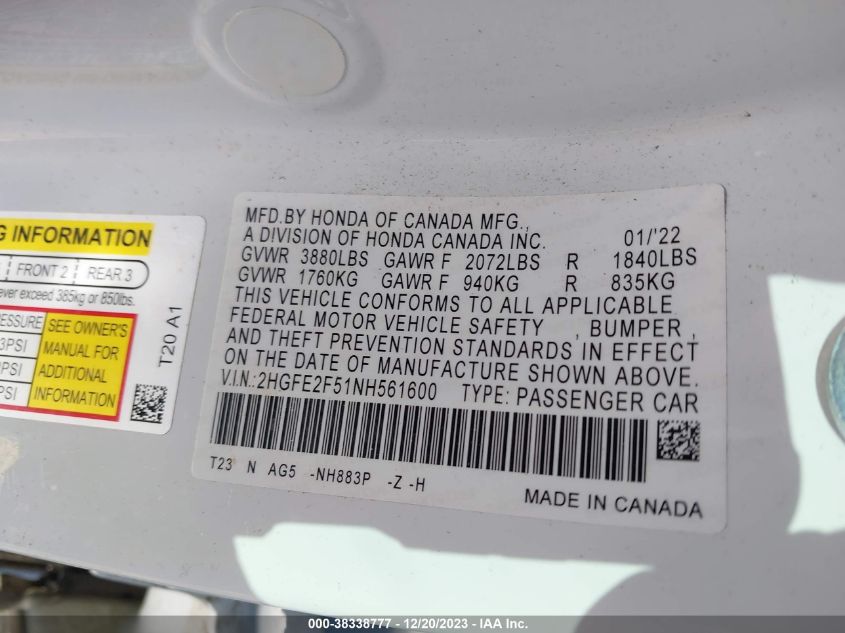 G INFORMATION
FRONT 2 REAR 3
ever exceed 385kg or 850lbs.
RESSURE
3PSI
PSI
PSI
SEE OWNER'S
MANUAL FOR
ADDITIONAL
INFORMATION
T20 A1
MFD.BY HONDA OF CANADA MFG.,
A DIVISION OF HONDA CANADA INC. 01/'22
GVWR 3880LBS GAWR F 2072LBS R 1840LBS
GVWR 1760KG GAWR F 940KG R 835KG
THIS VEHICLE CONFORMS TO ALL APPLICABLE
FEDERAL MOTOR VEHICLE SAFETY , BUMPER ,
AND THEFT PREVENTION STANDARDS IN EFFECT
ON THE DATE OF MANUFACTURE SHOWN ABOVE.
V.I.N.:2HGFE2F51NH561600 TYPE: PASSENGER CAR
T23 N AG5 -NH883P -Z -H
MADE IN CANADA
000-38338777 - 12/20/2023 - IAA Inc.